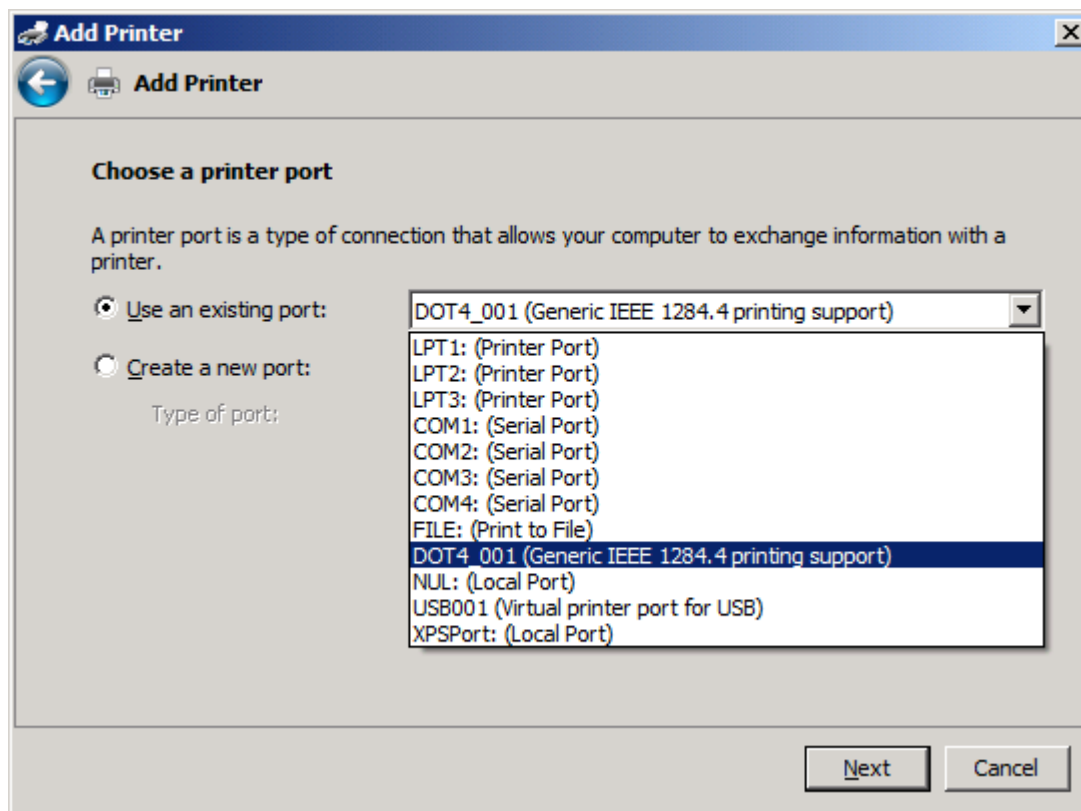 Add Printer
Add Printer
Choose a printer port
A printer port is a type of connection that allows your computer to exchange information with a
printer.
Use an existing port:
DOT4_001 (Generic IEEE 1284.4 printing support)
LPT1: (Printer Port)
LPT2: (Printer Port)
LPT3: (Printer Port)
COM1: (Serial Port)
COM2: (Serial Port)
COM3: (Serial Port)
COM4: (Serial Port)
FILE: (Print to File)
DOT4_001 (Generic IEEE 1284.4 printing support)
NUL: (Local Port)
USB001 (Virtual printer port for USB)
XPSPort: (Local Port)
Create a new port:
Type of port:
Next
Cancel